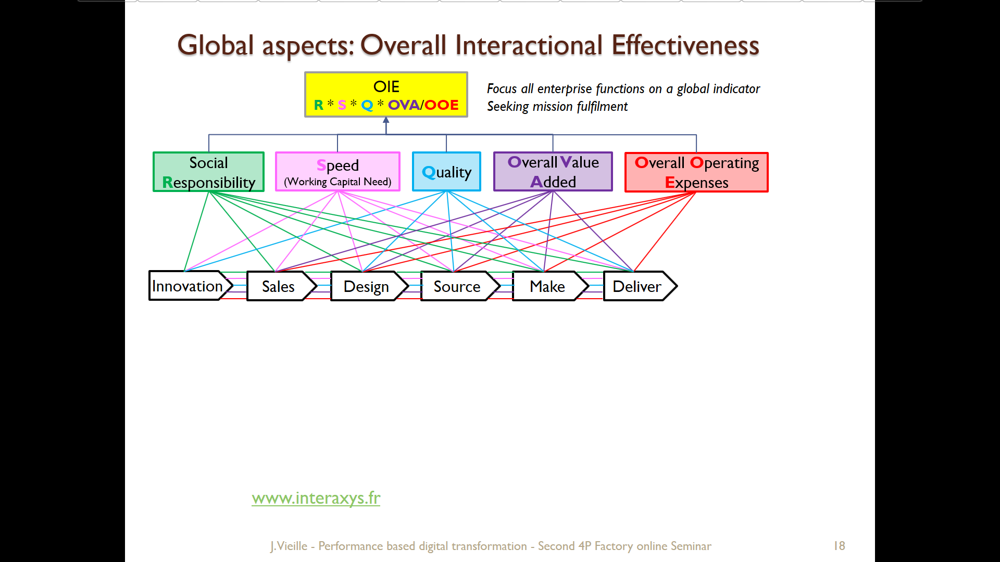 Global aspects: Overall Interactional Effectiveness
OIE
R * S * Q * OVA/OOE
Focus all enterprise functions on a global indicator
Seeking mission fulfilment
Social
Responsibility
Speed
(Working Capital Need)
Quality
Overall Value
Added
Overall Operating
Expenses
Innovation
Sales
Design
Source
Make
Deliver
www.interaxys.fr
J. Vieille - Performance based digital transformation - Second 4P Factory online Seminar
18